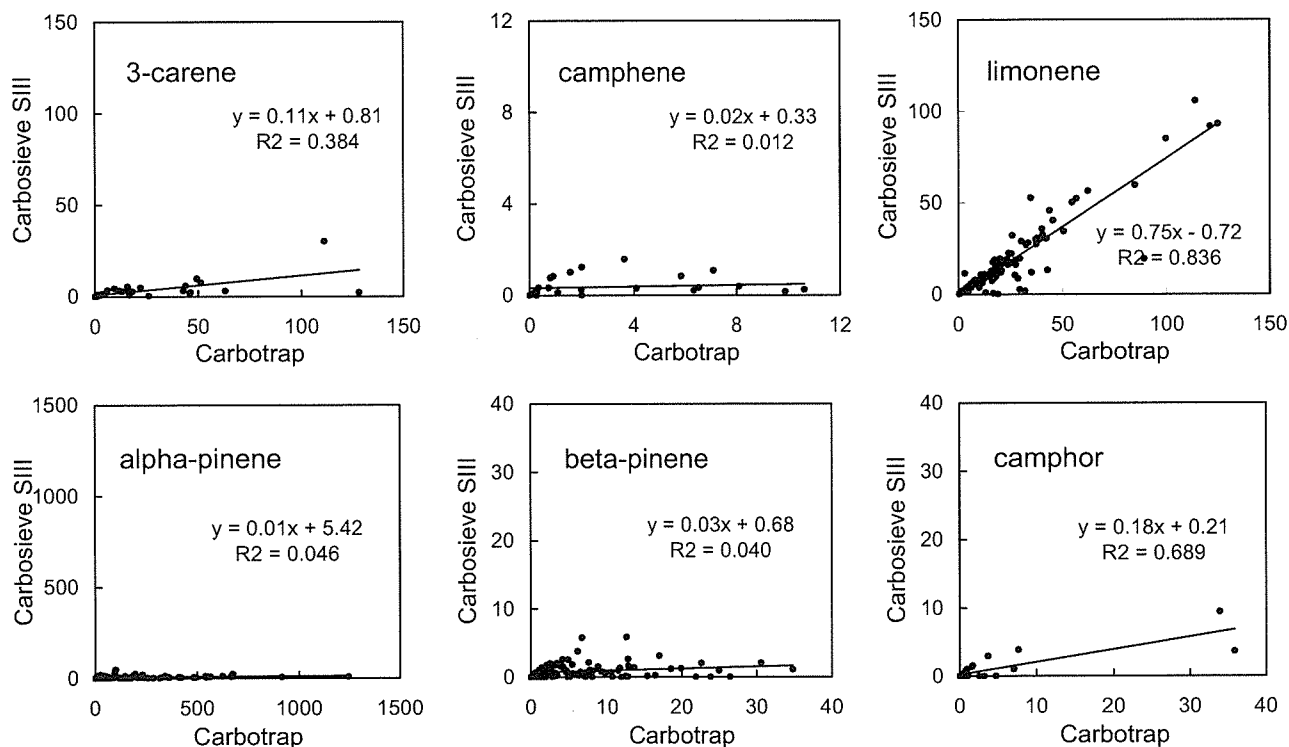 3-carene
y = 0.11x + 0.81
R2 = 0.384
Carbosieve SIII
150
100
50
0
0 50 100 150
Carbotrap
camphene
y = 0.02x + 0.33
R2 = 0.012
Carbosieve SIII
12
8
4
0
0 4 8 12
Carbotrap
limonene
y = 0.75x - 0.72
R2 = 0.836
Carbosieve SIII
150
100
50
0
0 50 100 150
Carbotrap
alpha-pinene
y = 0.01x + 5.42
R2 = 0.046
Carbosieve SIII
1500
1000
500
0
0 500 1000 1500
Carbotrap
beta-pinene
y = 0.03x + 0.68
R2 = 0.040
Carbosieve SIII
40
30
20
10
0
0 10 20 30 40
Carbotrap
camphor
y = 0.18x + 0.21
R2 = 0.689
Carbosieve SIII
40
30
20
10
0
0 10 20 30 40
Carbotrap